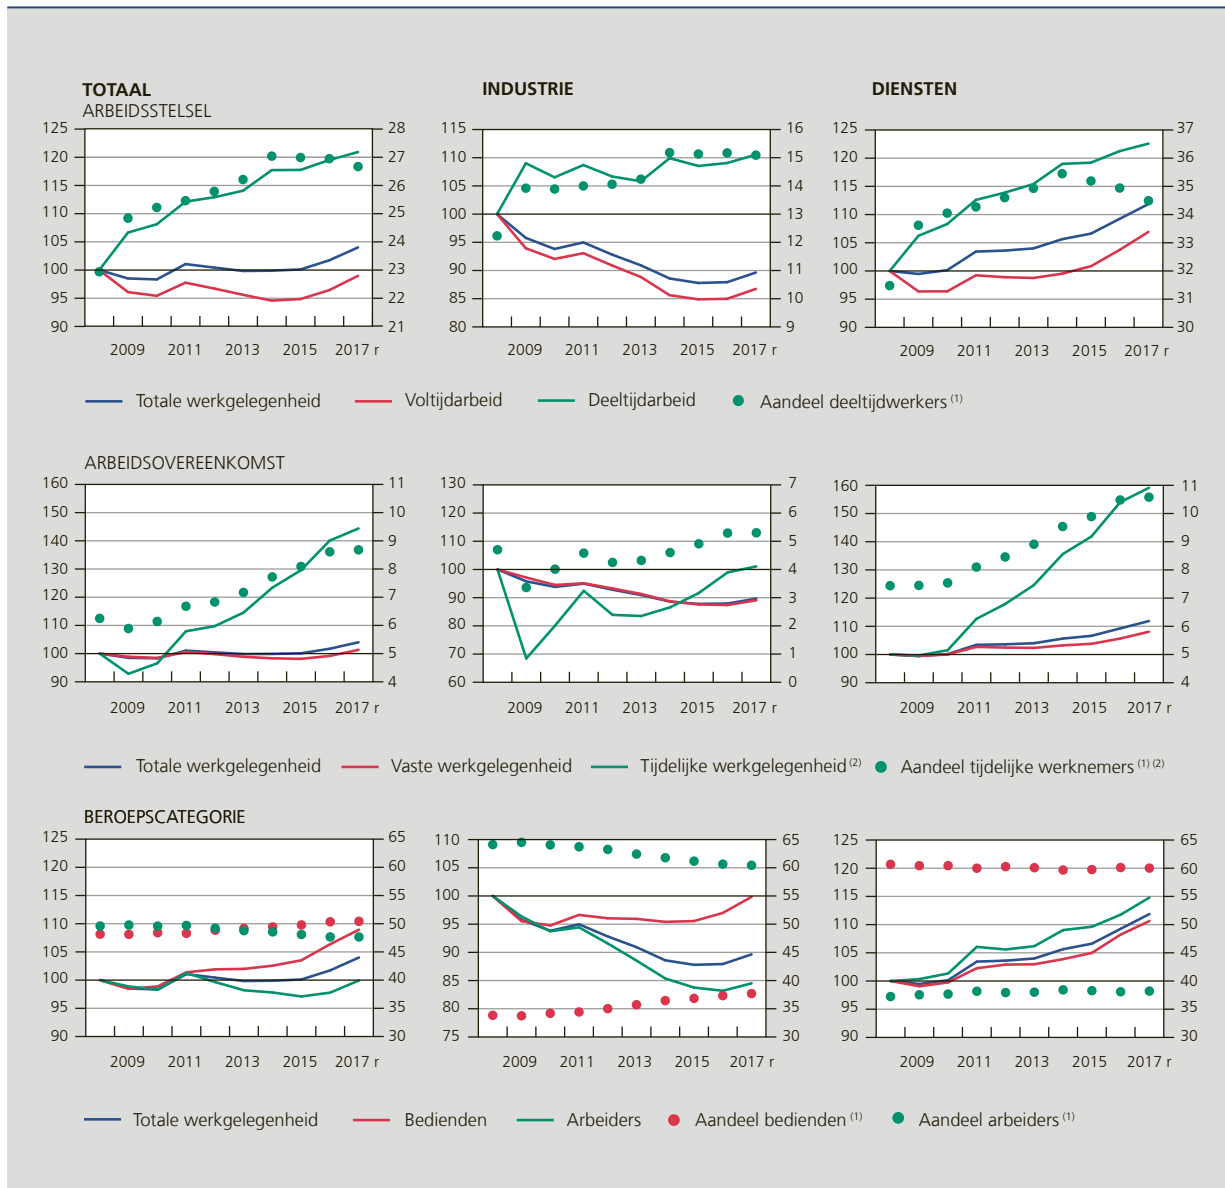 TOTAAL
ARBEIDSSTELSEL
INDUSTRIE
DIENSTEN
125 28 115 16 125 37
120 27 110 15 120 36
115 26 105 14 115 35
110 25 100 13 110 34
105 24 95 12 105 33
100 23 90 11 100 32
95 22 85 10 95 31
90 21 80 9 90 30
2009 2011 2013 2015 2017 r 2009 2011 2013 2015 2017 r 2009 2011 2013 2015 2017 r
Totale werkgelegenheid Voltijdarbeid Deeltijdarbeid Aandeel deeltijdwerkers (1)
ARBEIDSOVEREENKOMST
160 11 130 7 160 11
150 10 120 6 150 10
140 9 110 5 140 9
130 8 100 4 130 8
120 7 90 3 120 7
110 6 80 2 110 6
100 5 70 1 100 5
90 4 60 0 90 4
2009 2011 2013 2015 2017 r 2009 2011 2013 2015 2017 r 2009 2011 2013 2015 2017 r
Totale werkgelegenheid Vaste werkgelegenheid Tijdelijke werkgelegenheid (2) Aandeel tijdelijke werknemers (1) (2)
BEROEPSCATEGORIE
125 65 110 65 125 65
120 60 105 60 120 60
115 55 100 55 115 55
110 50 95 50 110 50
105 45 90 45 105 45
100 40 85 40 100 40
95 35 80 35 95 35
90 30 75 30 90 30
2009 2011 2013 2015 2017 r 2009 2011 2013 2015 2017 r 2009 2011 2013 2015 2017 r
Totale werkgelegenheid Bedienden Arbeiders Aandeel bedienden (1) Aandeel arbeiders (1)